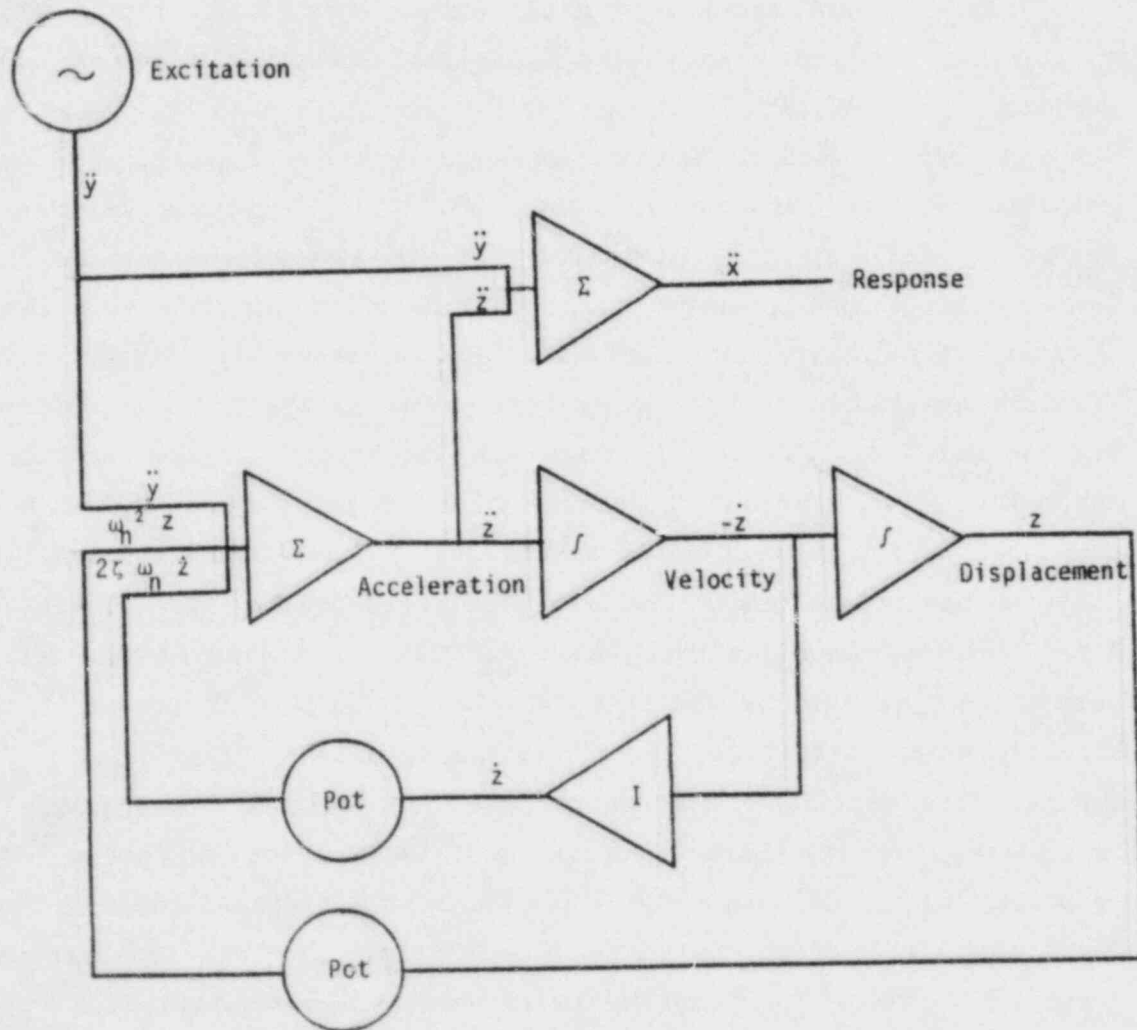 ~ Excitation
ÿ
ÿ
z̈
Σ
-ẍ
Response
ÿ
ωn² z
2ζ ωn ż
Σ
z̈
Acceleration
∫
-ż
Velocity
∫
z
Displacement
Pot
ż
I
Pot